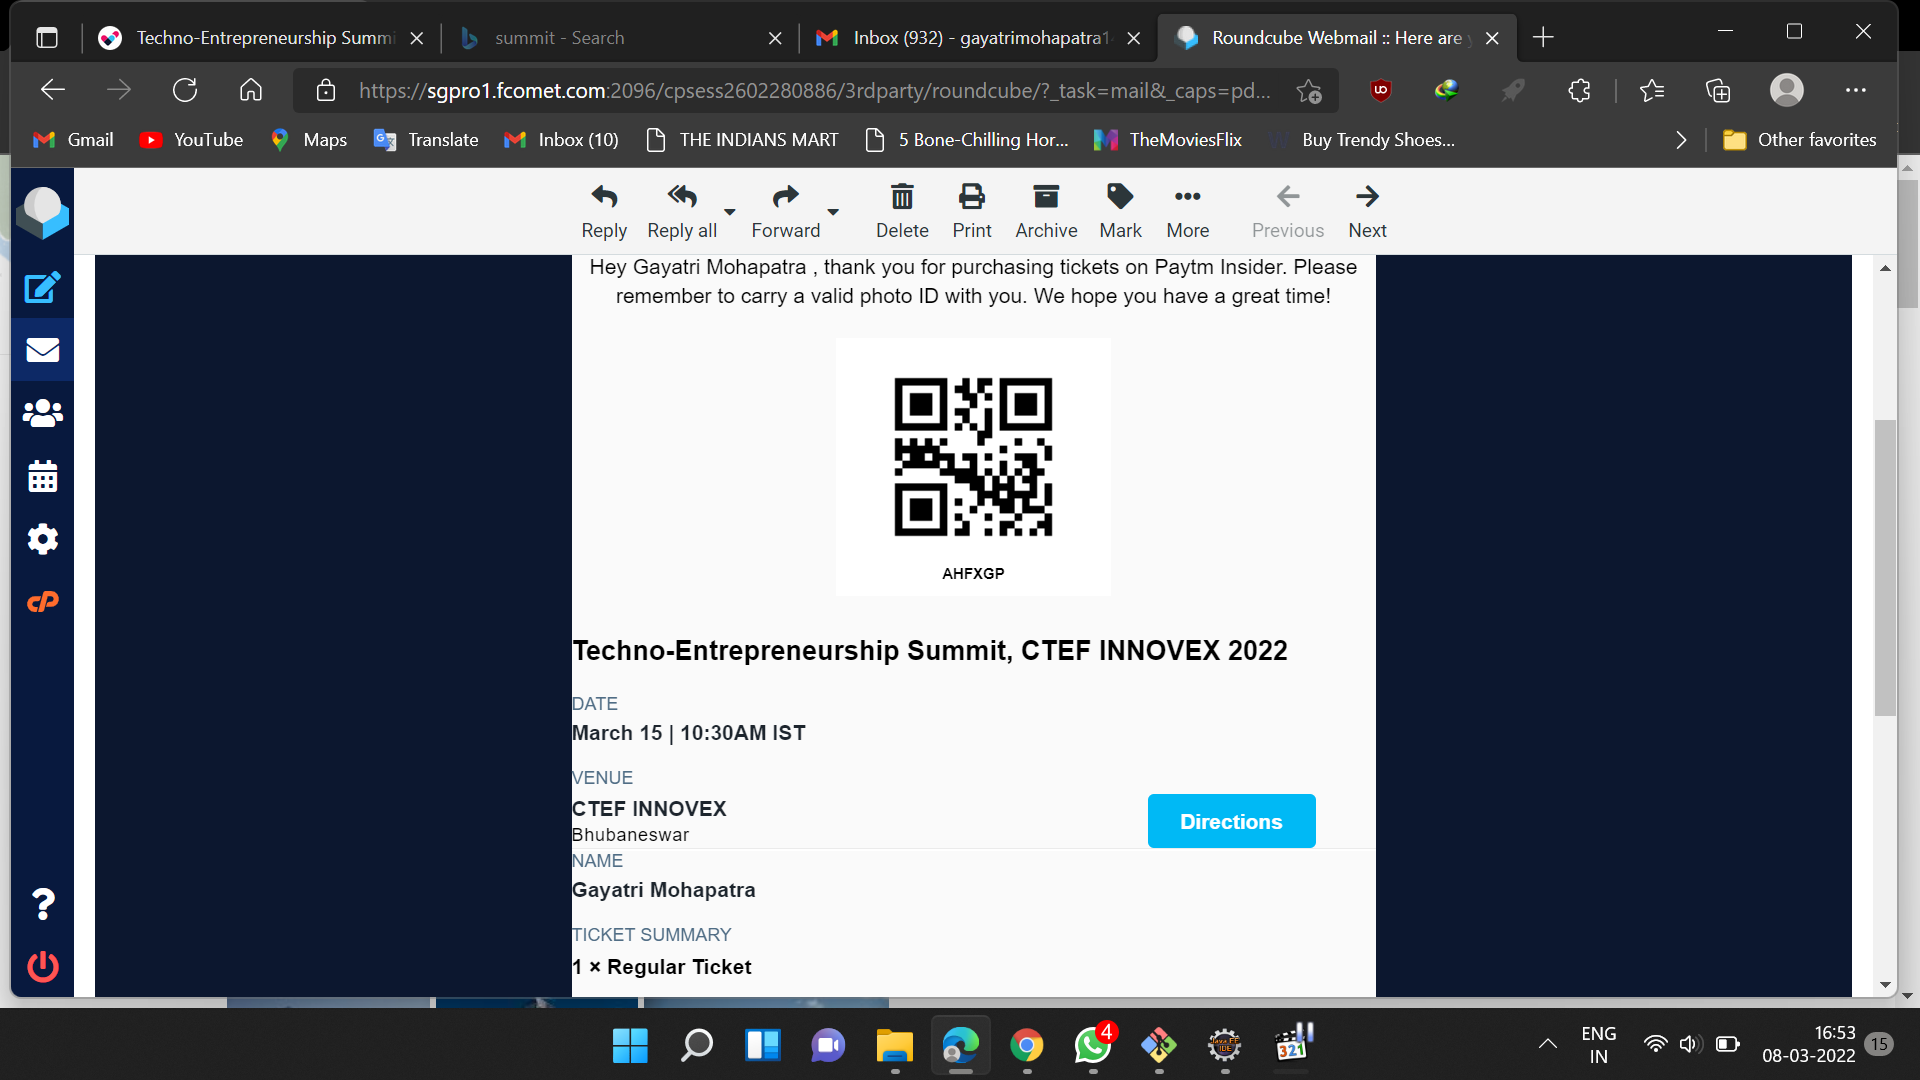 Techno-Entrepreneurship Summi
summit - Search
Inbox (932) - gayatrimohapatra1
Roundcube Webmail :: Here are
https://sgpro1.fcomet.com:2096/cpsess2602280886/3rdparty/roundcube/?_task=mail&_caps=pd...
Gmail
YouTube
Maps
Translate
Inbox (10)
THE INDIANS MART
5 Bone-Chilling Hor...
TheMoviesFlix
Buy Trendy Shoes...
Other favorites
Reply
Reply all
Forward
Delete
Print
Archive
Mark
More
Previous
Next
Hey Gayatri Mohapatra , thank you for purchasing tickets on Paytm Insider. Please
remember to carry a valid photo ID with you. We hope you have a great time!
AHFXGP
Techno-Entrepreneurship Summit, CTEF INNOVEX 2022
DATE
March 15 | 10:30AM IST
VENUE
CTEF INNOVEX
Bhubaneswar
Directions
NAME
Gayatri Mohapatra
TICKET SUMMARY
1 × Regular Ticket
4
321
ENG
IN
16:53
08-03-2022
15